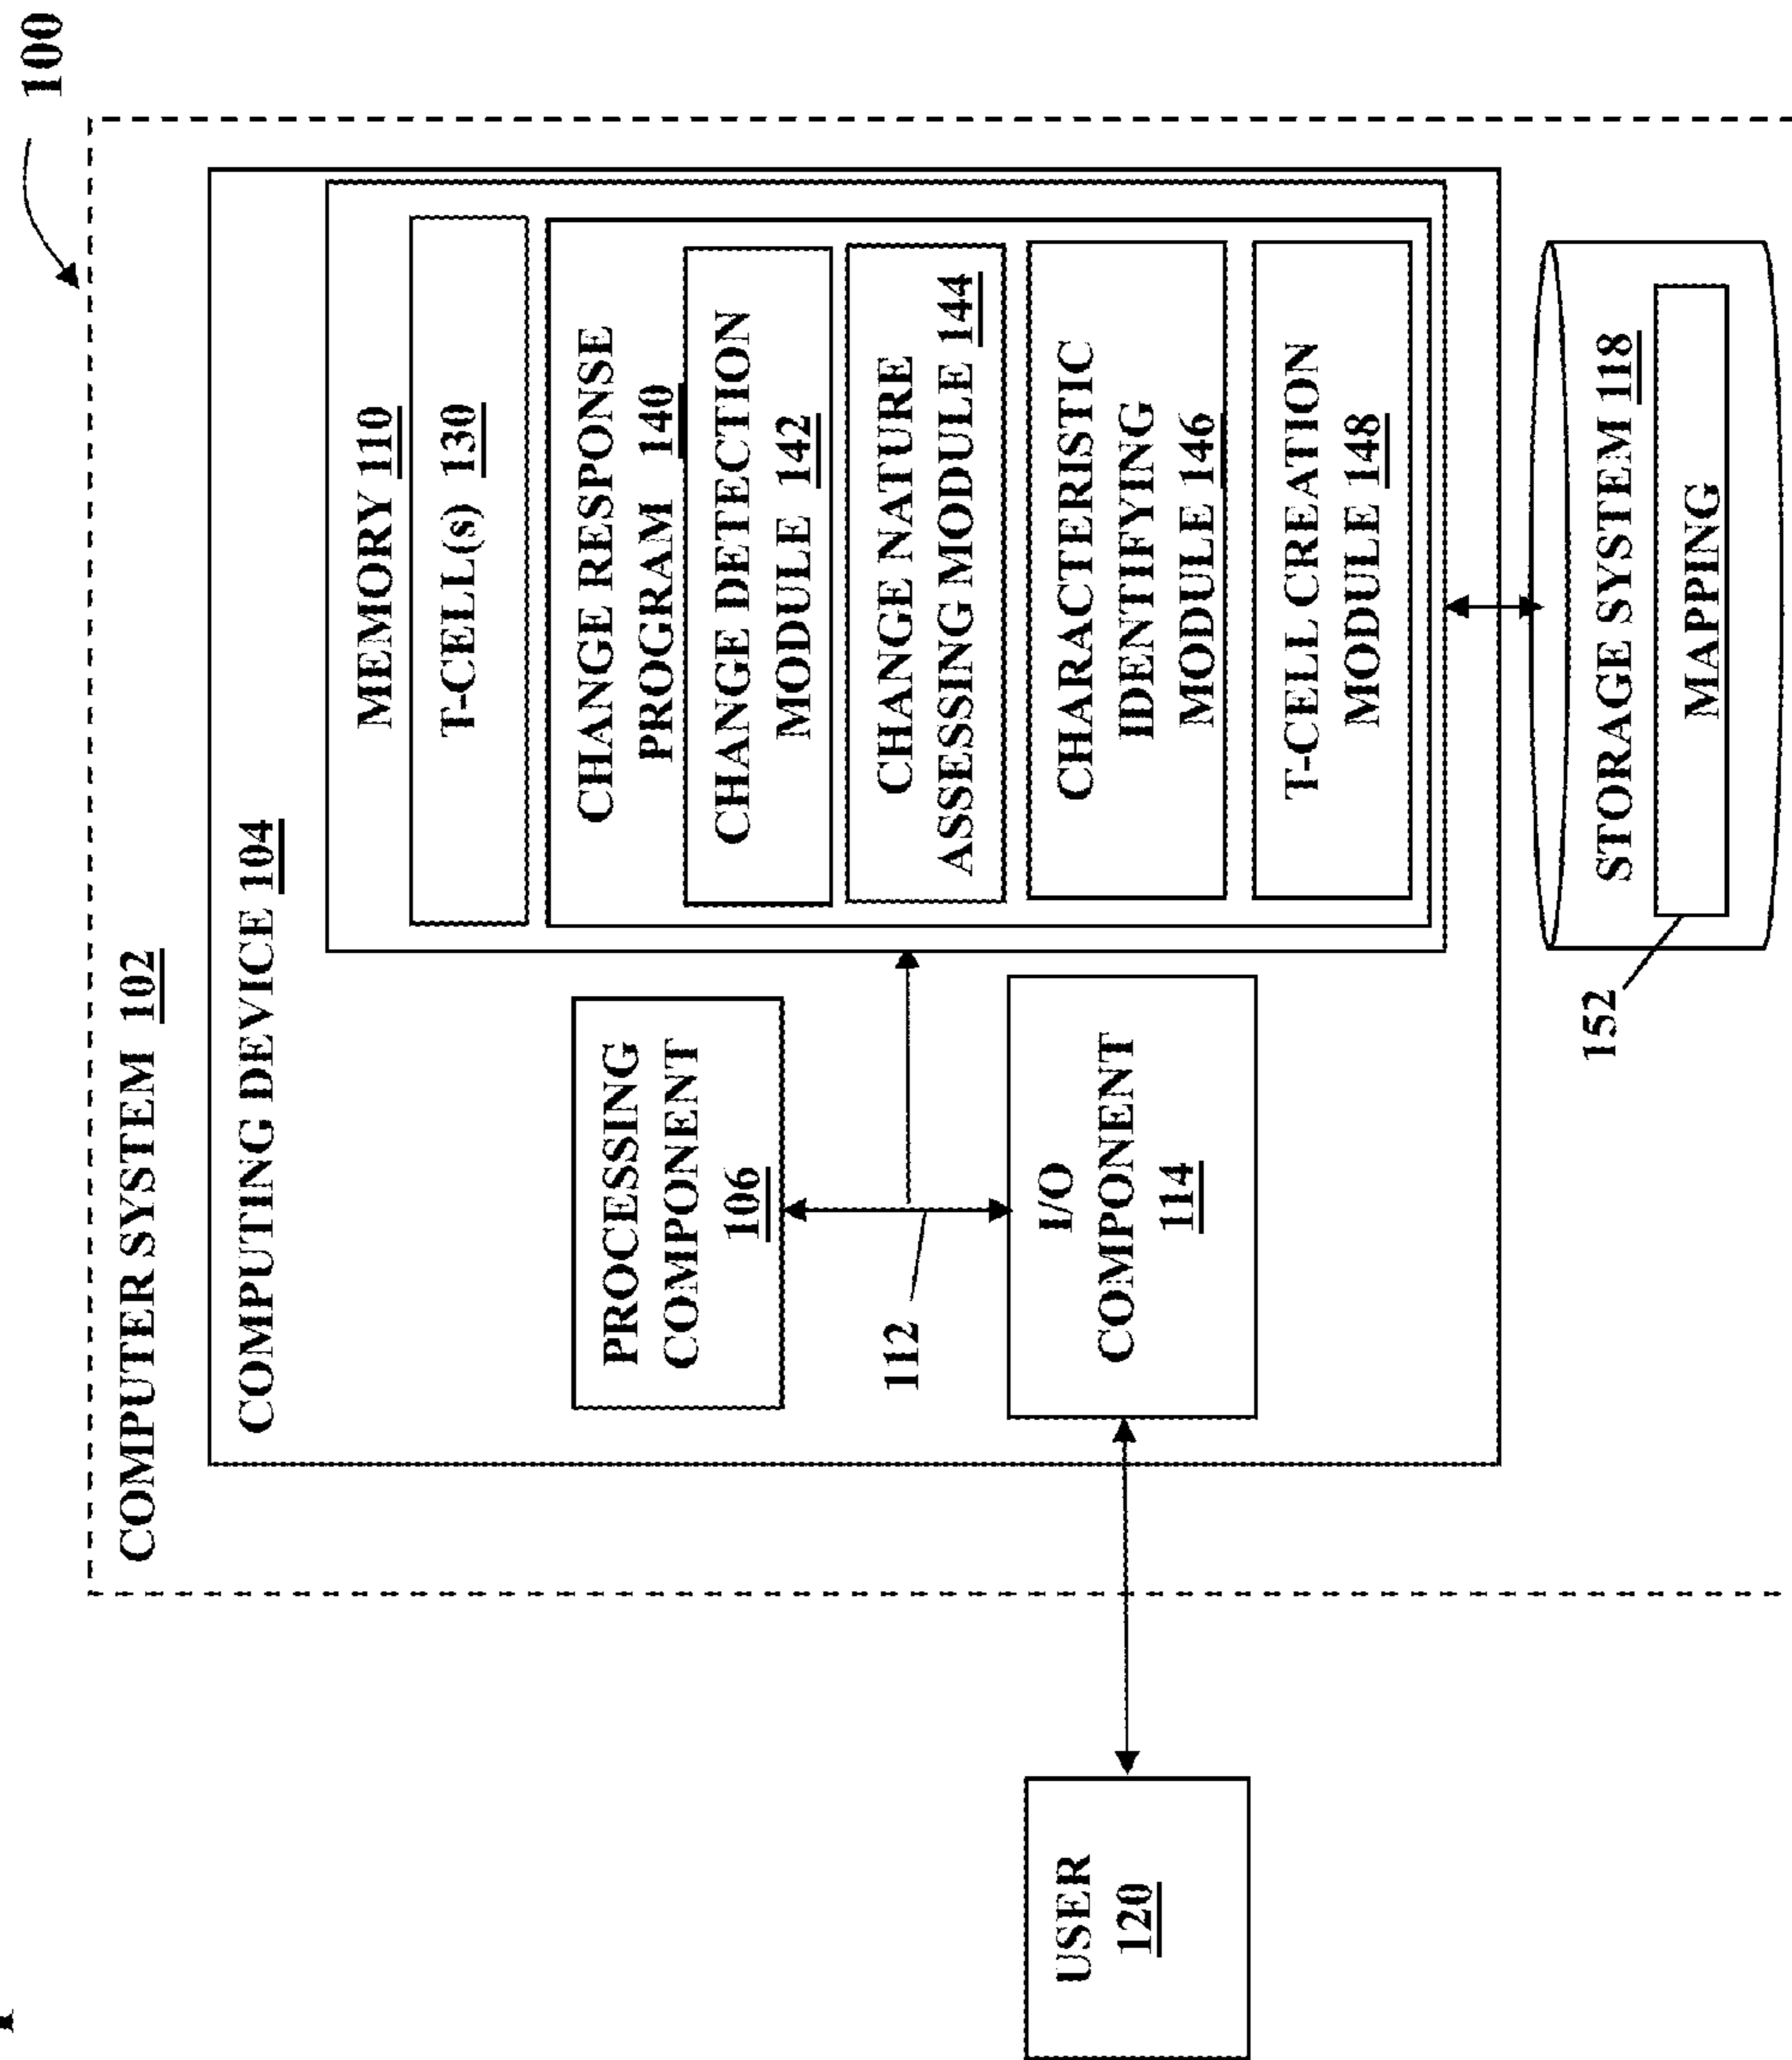 100
COMPUTER SYSTEM 102
COMPUTING DEVICE 104
MEMORY 110
T-CELL(s) 130
PROCESSING
COMPONENT
106
CHANGE RESPONSE
PROGRAM 140
CHANGE DETECTION
MODULE 142
112
CHANGE NATURE
ASSESSING MODULE 144
USER
120
I/O
COMPONENT
114
CHARACTERISTIC
IDENTIFYING
MODULE 146
T-CELL CREATION
MODULE 148
STORAGE SYSTEM 118
MAPPING
152